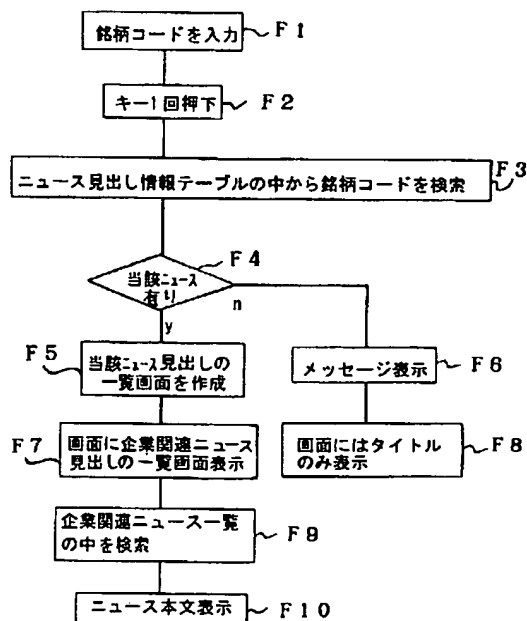 銘柄コードを入力
F1
キー1回押下
F2
ニュース見出し情報テーブルの中から銘柄コードを検索
F3
F4
当該ニュース
有り
n
y
F5
当該ニュース見出しの
一覧画面を作成
メッセージ表示
F6
F7
画面に企業関連ニュース
見出しの一覧画面表示
画面にはタイトル
のみ表示
F8
企業関連ニュース一覧
の中を検索
F9
ニュース本文表示
F10